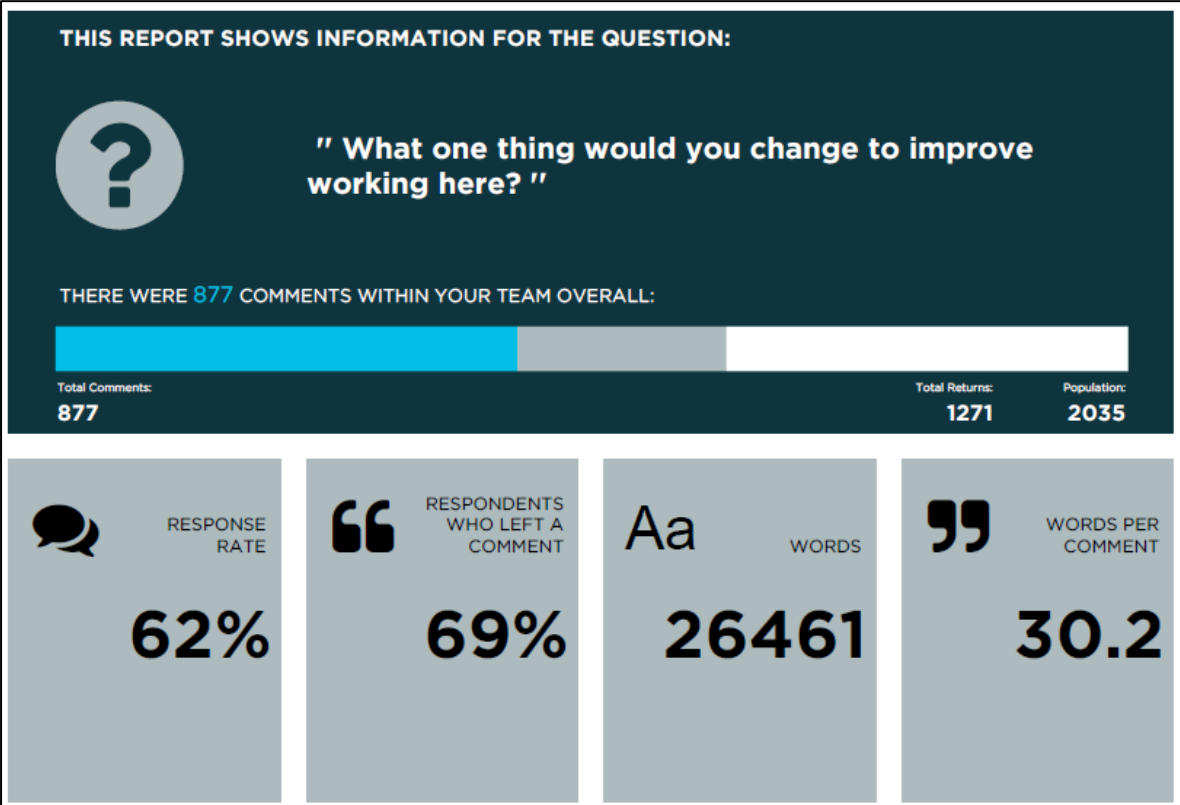 THIS REPORT SHOWS INFORMATION FOR THE QUESTION:
?
" What one thing would you change to improve
working here? "
THERE WERE 877 COMMENTS WITHIN YOUR TEAM OVERALL:
Total Comments:
877
Total Returns:
1271
Population:
2035
RESPONSE
RATE
62%
RESPONDENTS
WHO LEFT A
COMMENT
69%
Aa
WORDS
26461
WORDS PER
COMMENT
30.2